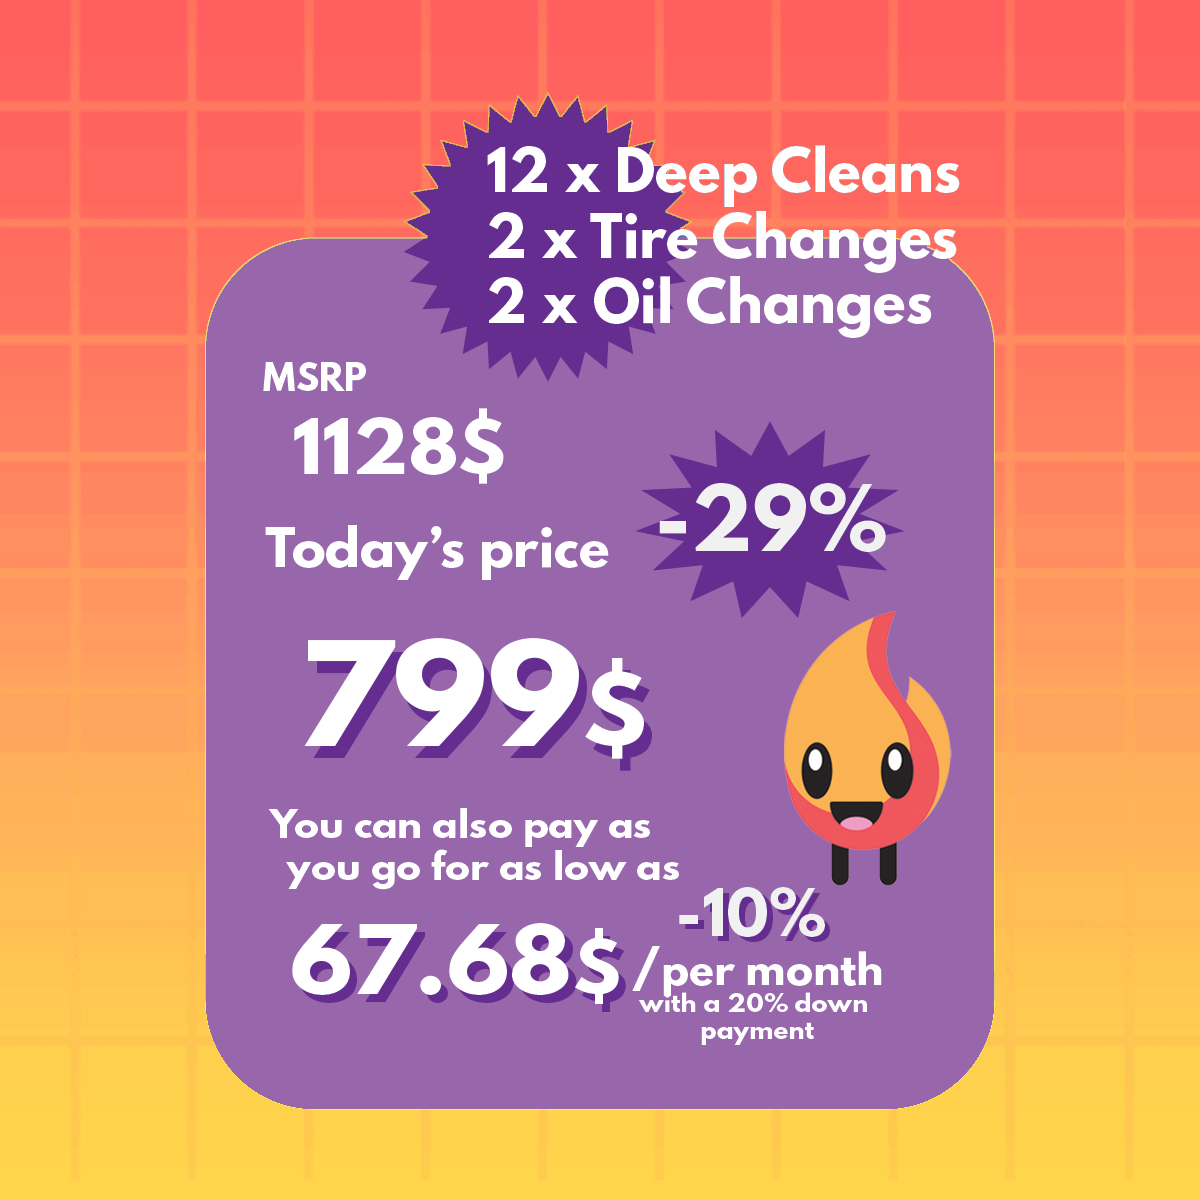 12 x Deep Cleans
2 x Tire Changes
2 x Oil Changes
MSRP
1128$
-29%
Today's price
799$
You can also pay as
you go for as low as
-10%
67.68$ /per month
with a 20% down
payment